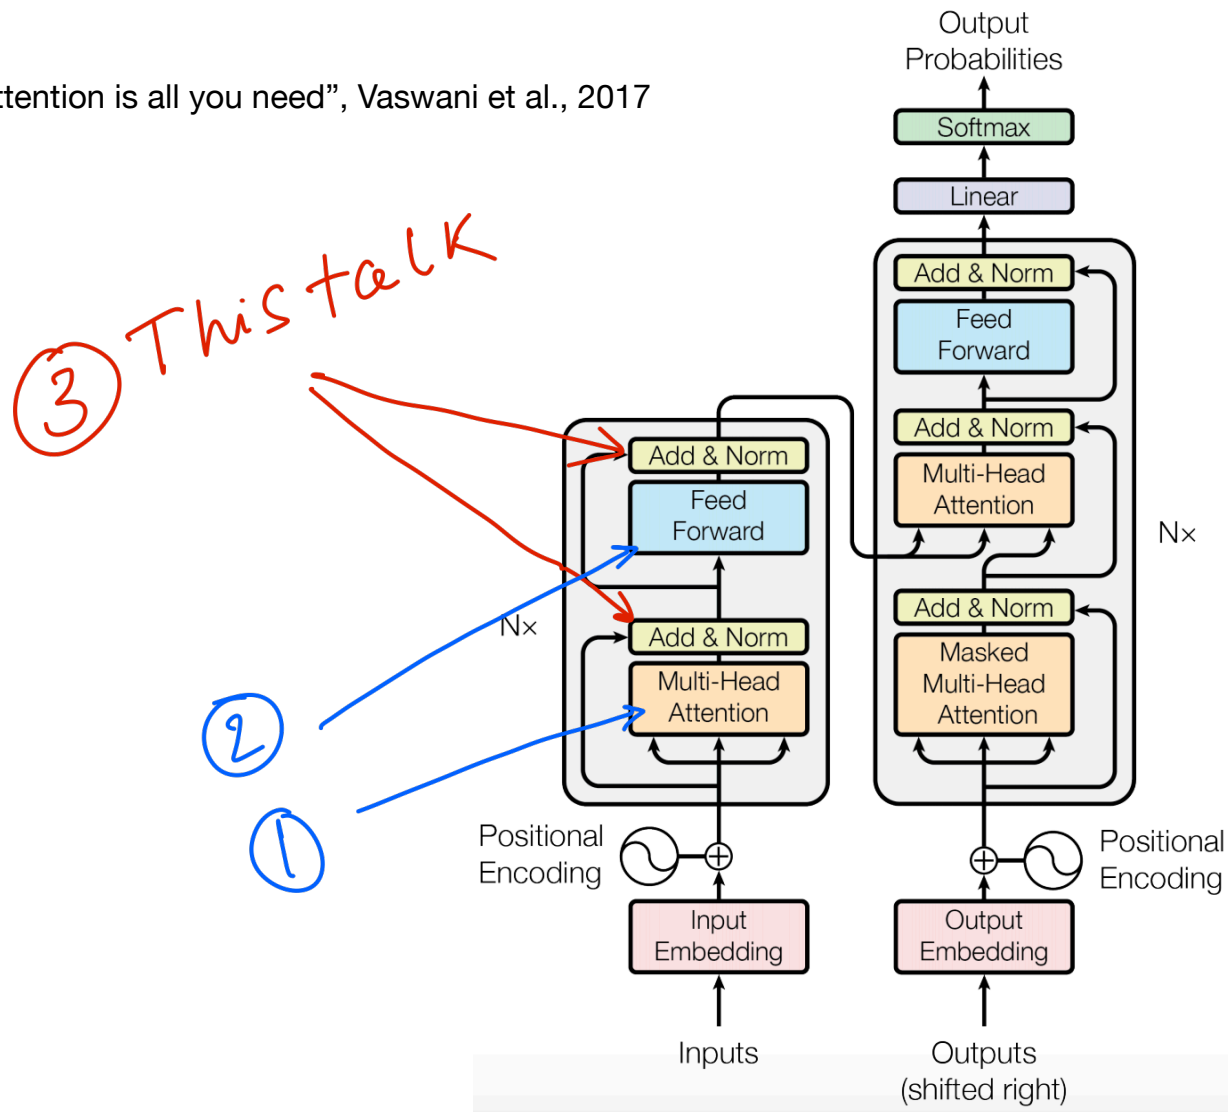 Output
Probabilities
ttention is all you need”, Vaswani et al., 2017
Softmax
Linear
Add & Norm
Feed
Forward
Add & Norm
Multi-Head
Attention
Nx
Add & Norm
Masked
Multi-Head
Attention
③ This talk
Add & Norm
Feed
Forward
Nx
Add & Norm
Multi-Head
Attention
②
①
Positional
Encoding
Positional
Encoding
Input
Embedding
Output
Embedding
Inputs
Outputs
(shifted right)